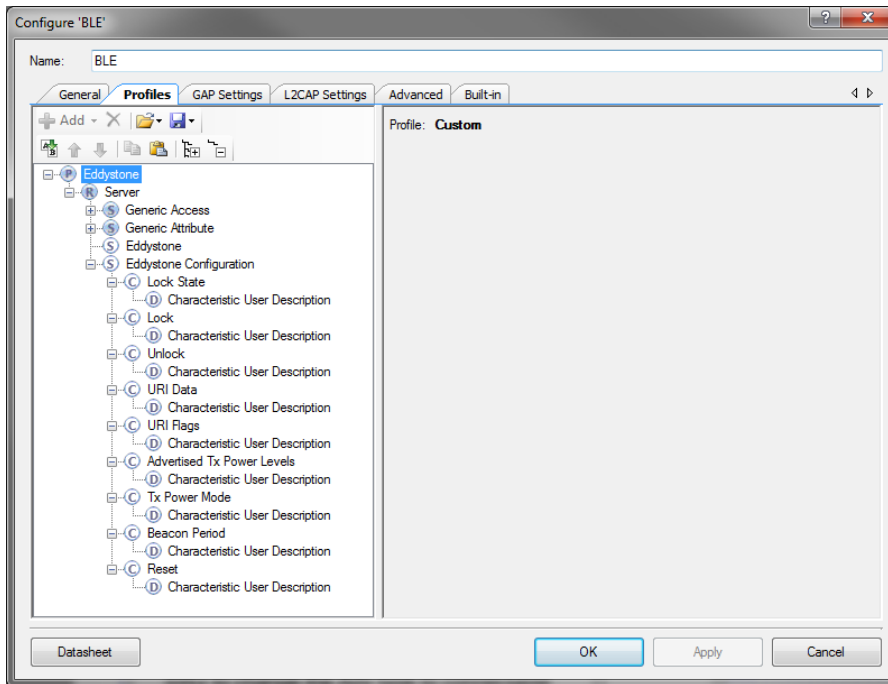 Configure 'BLE'
Name: BLE
General Profiles GAP Settings L2CAP Settings Advanced Built-in
Add
Profile: Custom
P Eddystone
R Server
S Generic Access
S Generic Attribute
S Eddystone
S Eddystone Configuration
C Lock State
D Characteristic User Description
C Lock
D Characteristic User Description
C Unlock
D Characteristic User Description
C URI Data
D Characteristic User Description
C URI Flags
D Characteristic User Description
C Advertised Tx Power Levels
D Characteristic User Description
C Tx Power Mode
D Characteristic User Description
C Beacon Period
D Characteristic User Description
C Reset
D Characteristic User Description
Datasheet OK Apply Cancel